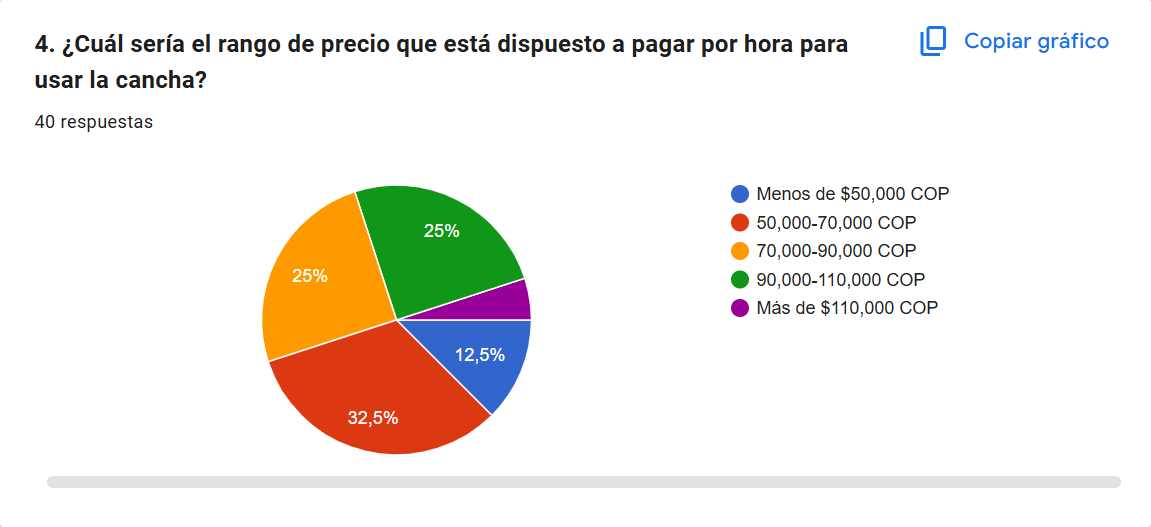 4. ¿Cuál sería el rango de precio que está dispuesto a pagar por hora para
usar la cancha?
Copiar gráfico
40 respuestas
25%
25%
12,5%
32,5%
Menos de $50,000 COP
50,000-70,000 COP
70,000-90,000 COP
90,000-110,000 COP
Más de $110,000 COP